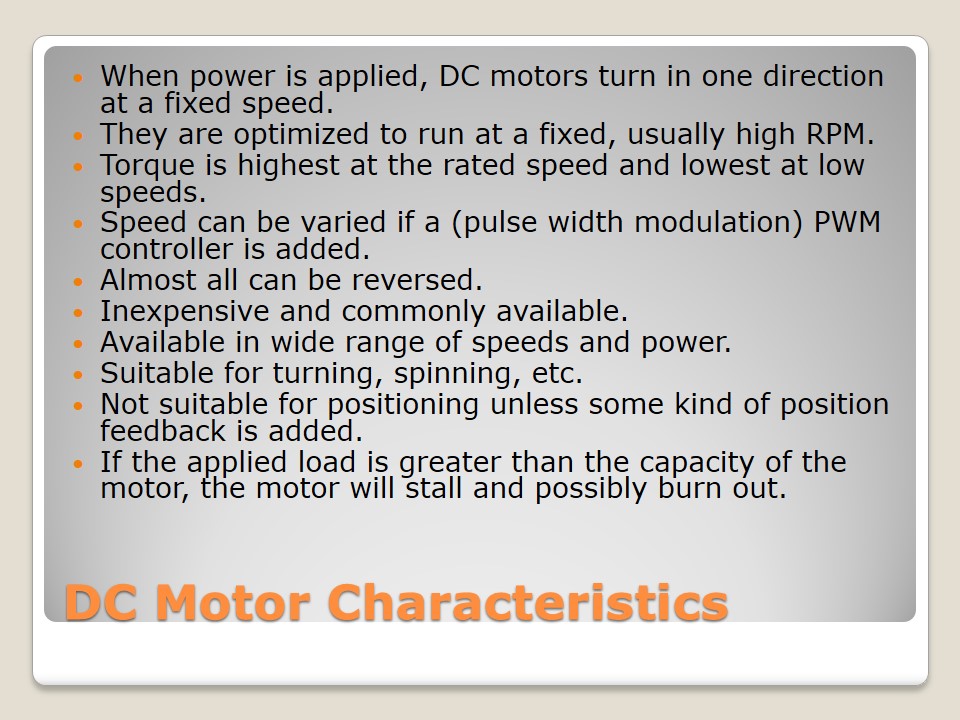 When power is applied, DC motors turn in one direction
at a fixed speed.
They are optimized to run at a fixed, usually high RPM.
Torque is highest at the rated speed and lowest at low
speeds.
Speed can be varied if a (pulse width modulation) PWM
controller is added.
Almost all can be reversed.
Inexpensive and commonly available.
Available in wide range of speeds and power.
Suitable for turning, spinning, etc.
Not suitable for positioning unless some kind of position
feedback is added.
If the applied load is greater than the capacity of the
motor, the motor will stall and possibly burn out.
DC Motor Characteristics